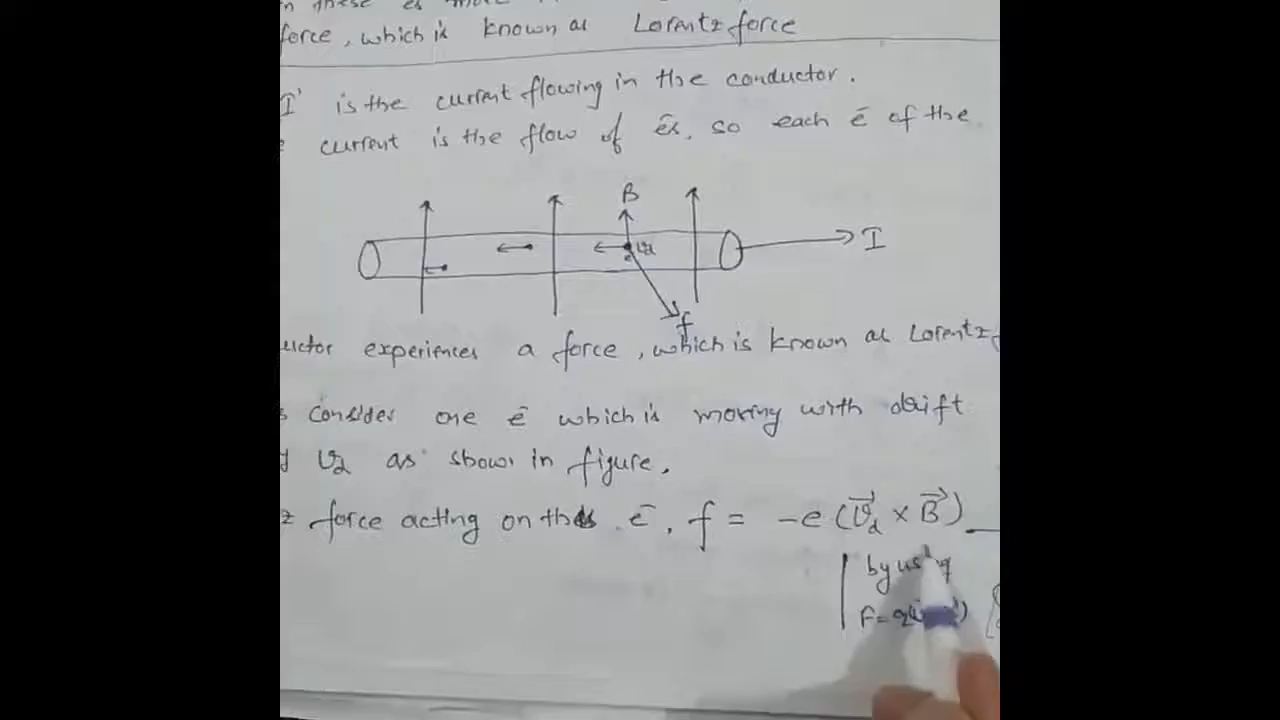 force, which is known as Lorentz force
I' is the current flowing in the conductor.
current is the flow of ēs, so each ē of the
B
I
vd
e
f
uctor experiences a force, which is known as Lorentz
consider one ē which is moving with drift
vd as shown in figure.
z force acting on this ē, f = -e (v⃗d × B⃗)
by using
F=q(